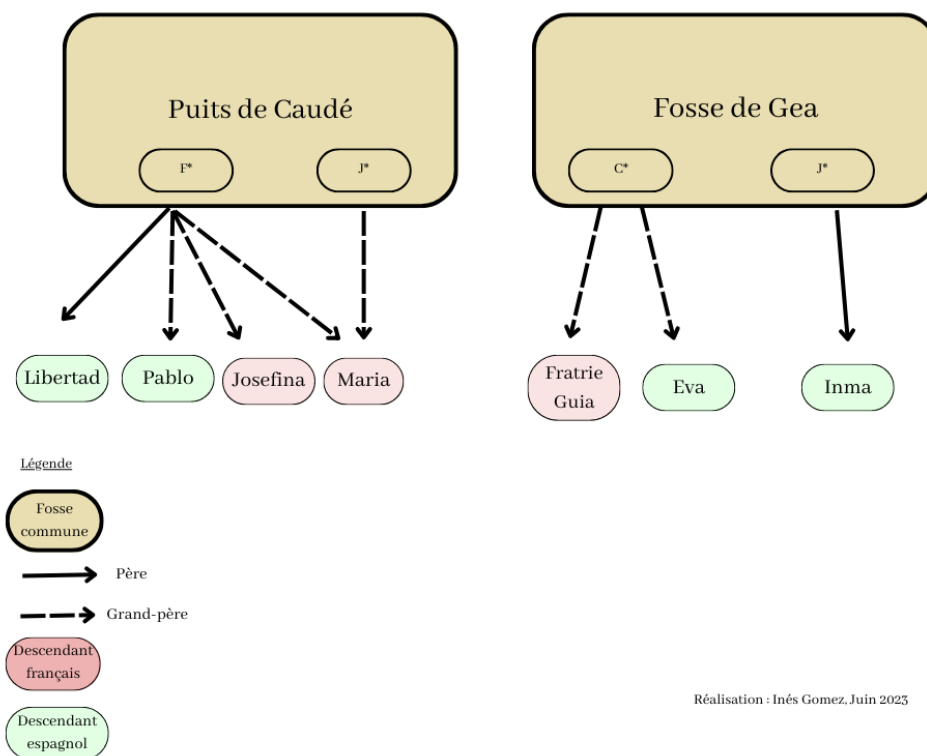 Puits de Caudé
Fosse de Gea
F*
J*
C*
J*
Libertad
Pablo
Josefina
Maria
Fratrie
Guia
Eva
Inma
Légende
Fosse
commune
Père
Grand-père
Descendant
français
Descendant
espagnol
Réalisation : Inés Gomez, Juin 2023